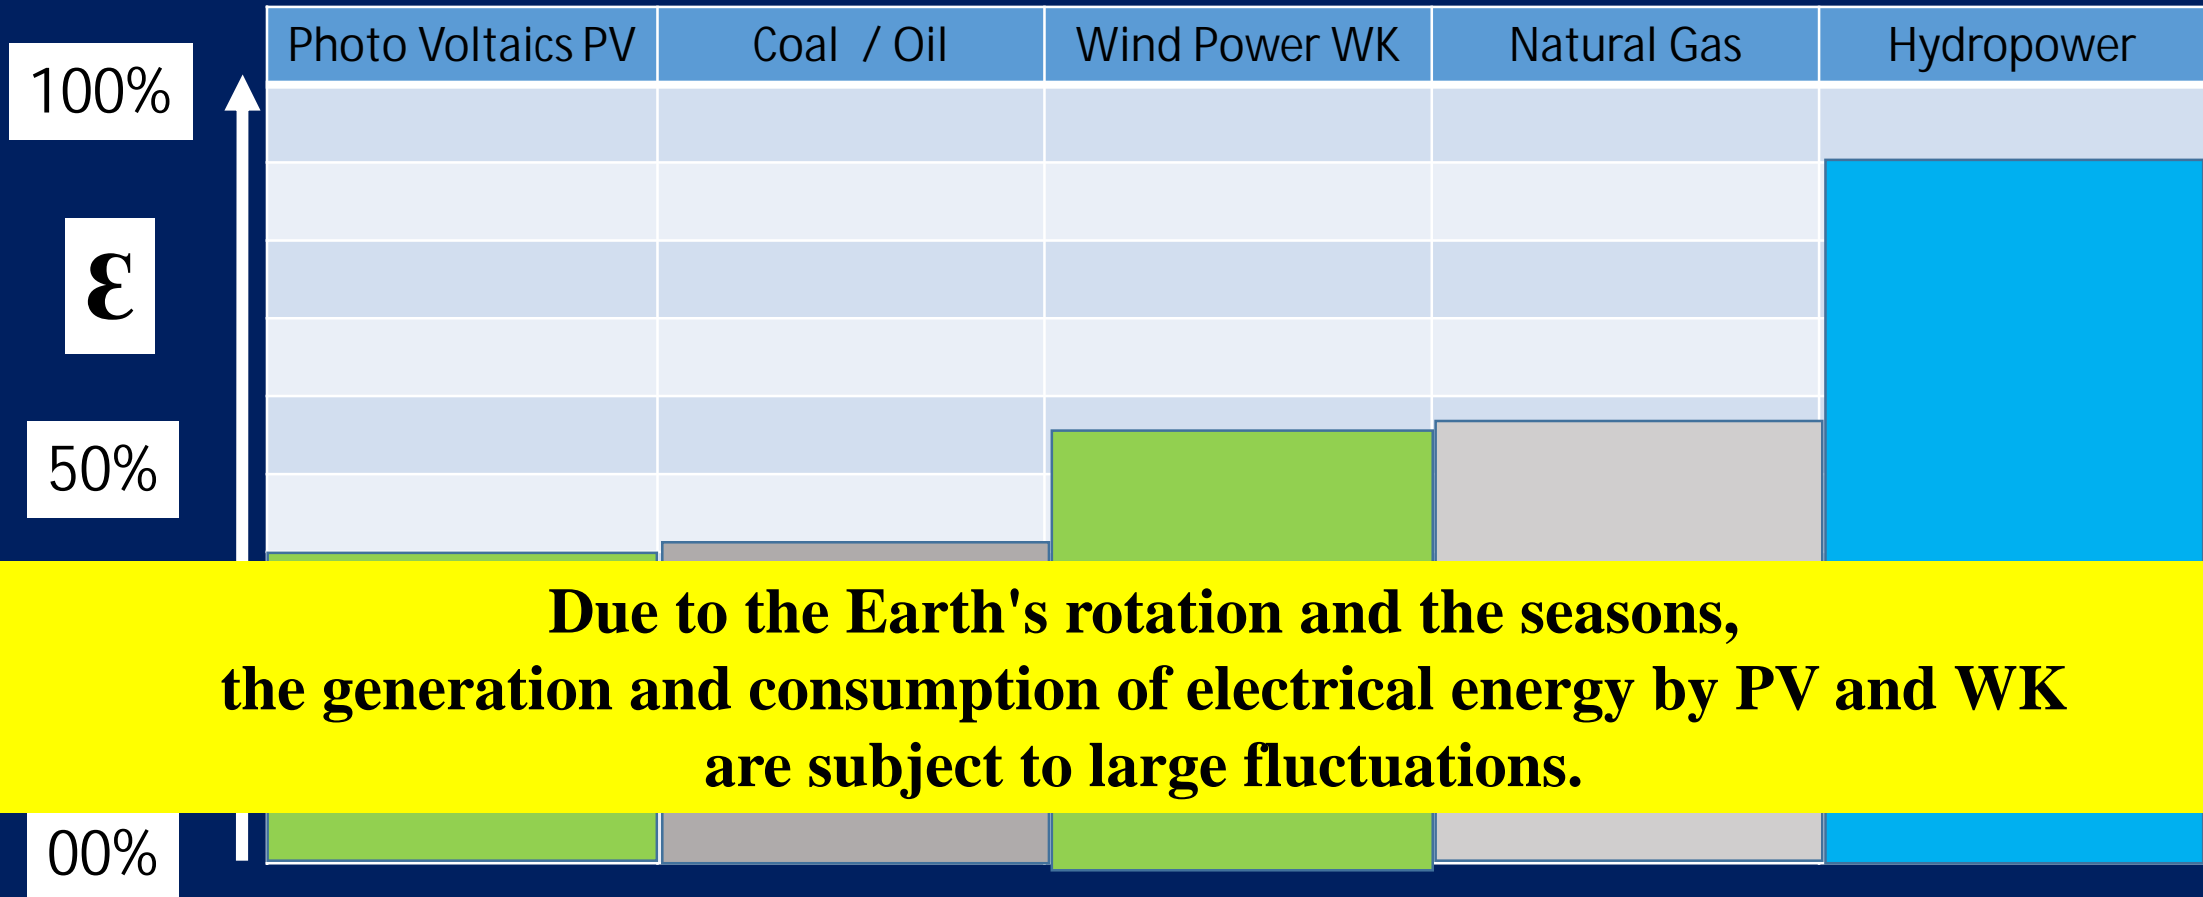 Photo Voltaics PV
Coal / Oil
Wind Power WK
Natural Gas
Hydropower
100%
ε
50%
Due to the Earth's rotation and the seasons,
the generation and consumption of electrical energy by PV and WK
are subject to large fluctuations.
00%